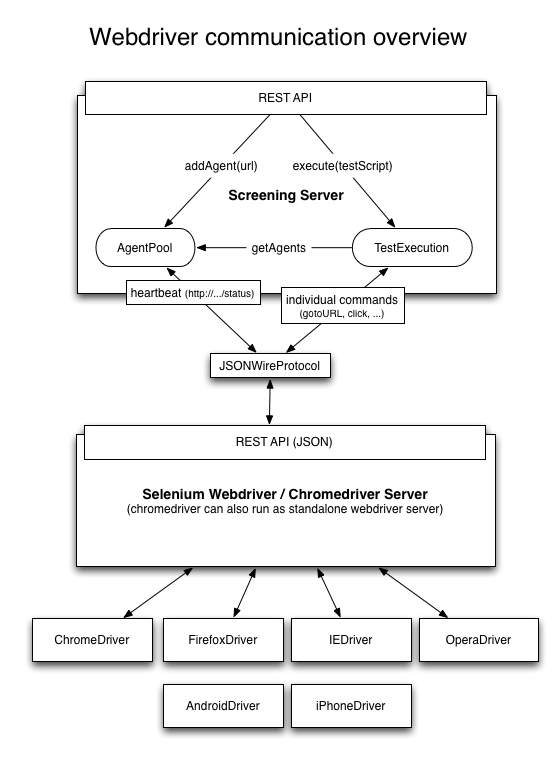 Webdriver communication overview
REST API
addAgent(url)
execute(testScript)
Screening Server
AgentPool
getAgents
TestExecution
heartbeat (http://.../status)
individual commands
(gotoURL, click, ...)
JSONWireProtocol
REST API (JSON)
Selenium Webdriver / Chromedriver Server
(chromedriver can also run as standalone webdriver server)
ChromeDriver
FirefoxDriver
IEDriver
OperaDriver
AndroidDriver
iPhoneDriver